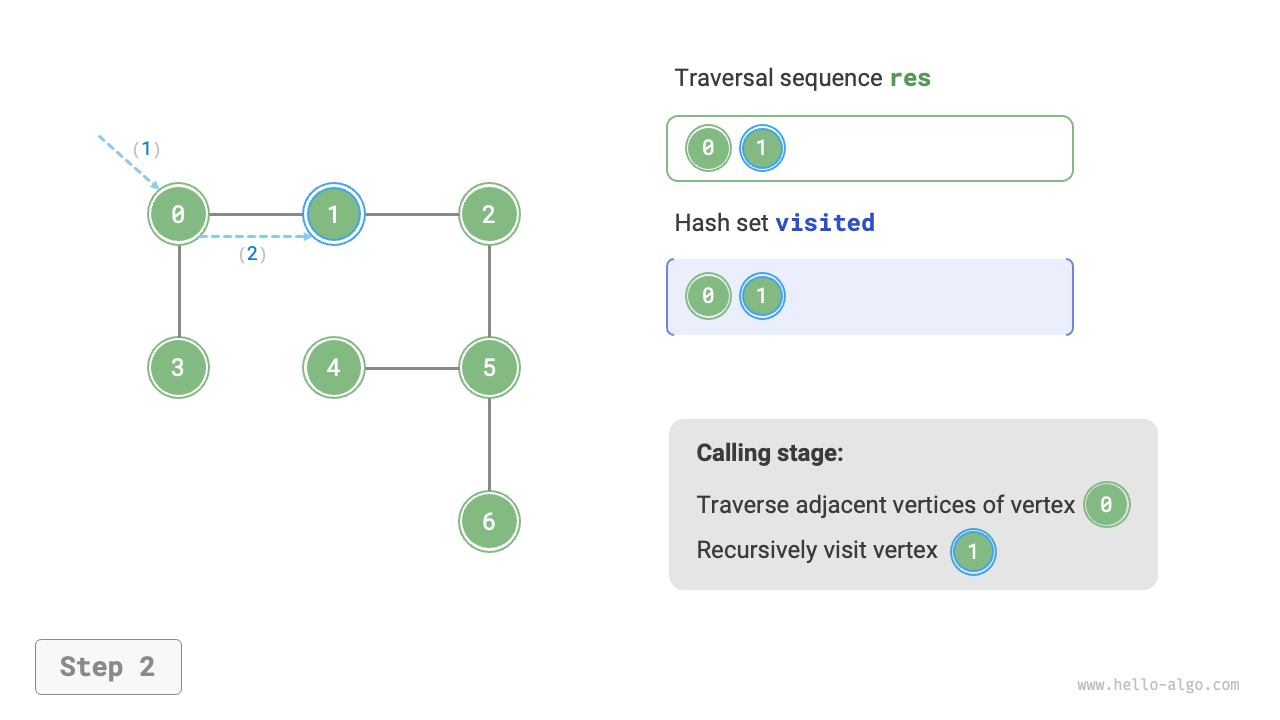 Traversal sequence res
0 1
(1)
0 1 2
(2)
Hash set visited
0 1
3 4 5
Calling stage:
Traverse adjacent vertices of vertex 0
Recursively visit vertex 1
6
Step 2
www.hello-algo.com